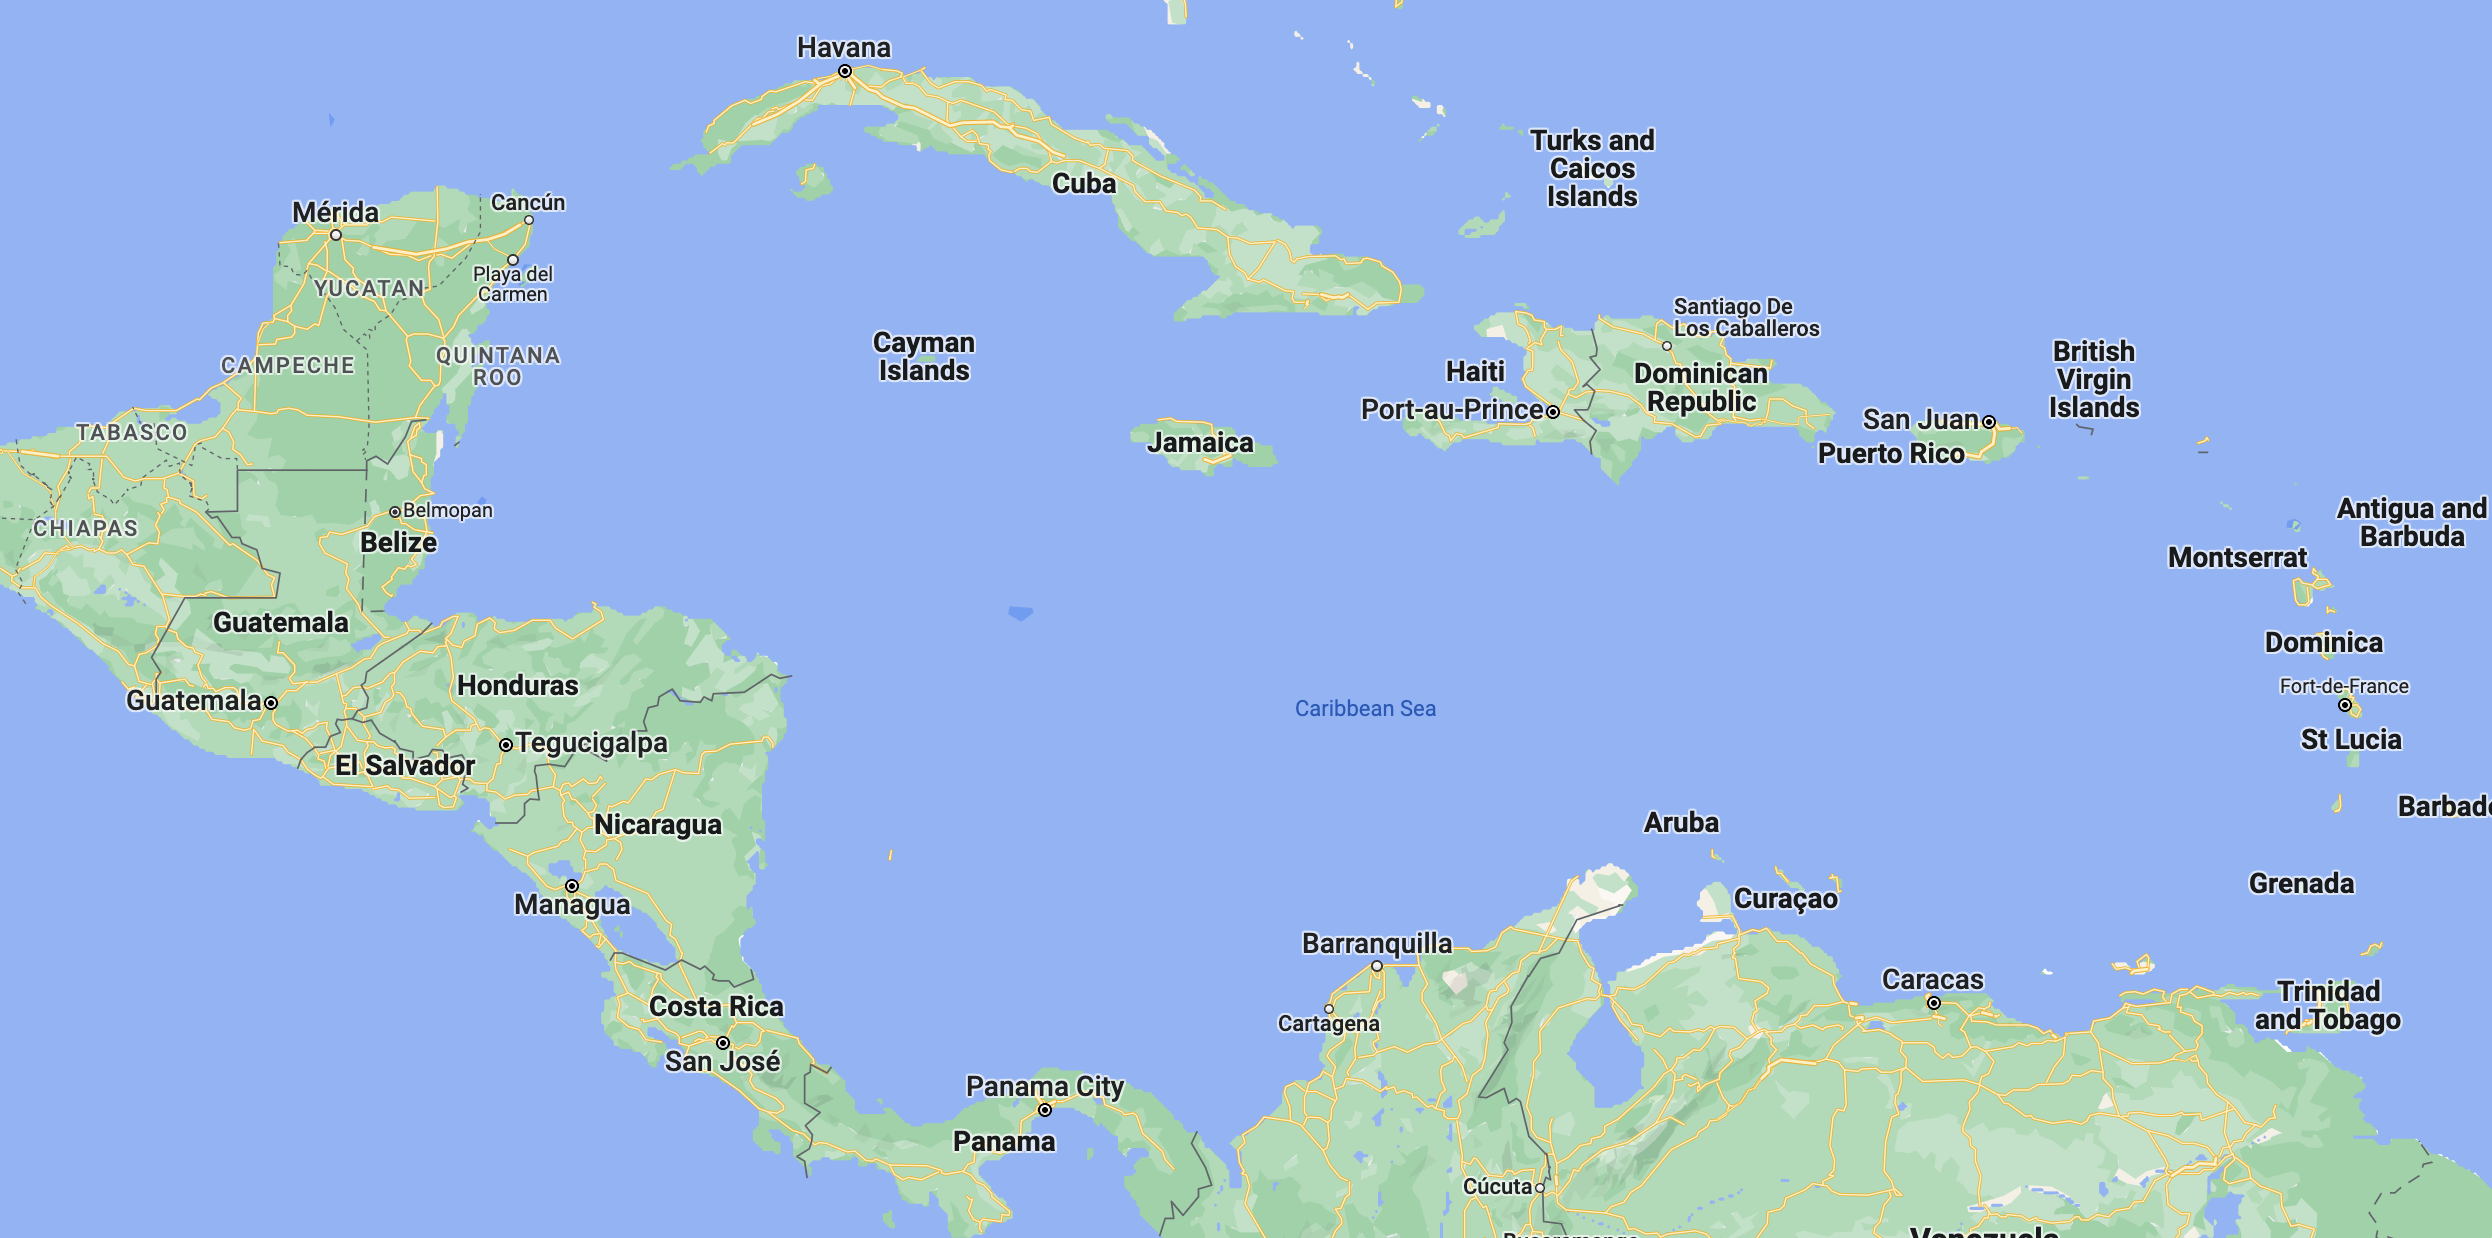 Havana
Turks and
Caicos
Islands
Cuba
Mérida
Cancún
Playa del
Carmen
YUCATAN
Santiago De
Los Caballeros
Cayman
Islands
British
Virgin
Islands
CAMPECHE
QUINTANA
ROO
Haiti
Dominican
Republic
Port-au-Prince
San Juan
Puerto Rico
TABASCO
Jamaica
Belmopan
Antigua and
Barbuda
CHIAPAS
Belize
Montserrat
Guatemala
Dominica
Honduras
Fort-de-France
Guatemala
Caribbean Sea
Tegucigalpa
St Lucia
El Salvador
Barbad
Nicaragua
Aruba
Managua
Grenada
Curaçao
Barranquilla
Caracas
Costa Rica
Trinidad
and Tobago
Cartagena
San José
Panama City
Panama
Cúcuta
Venezuela